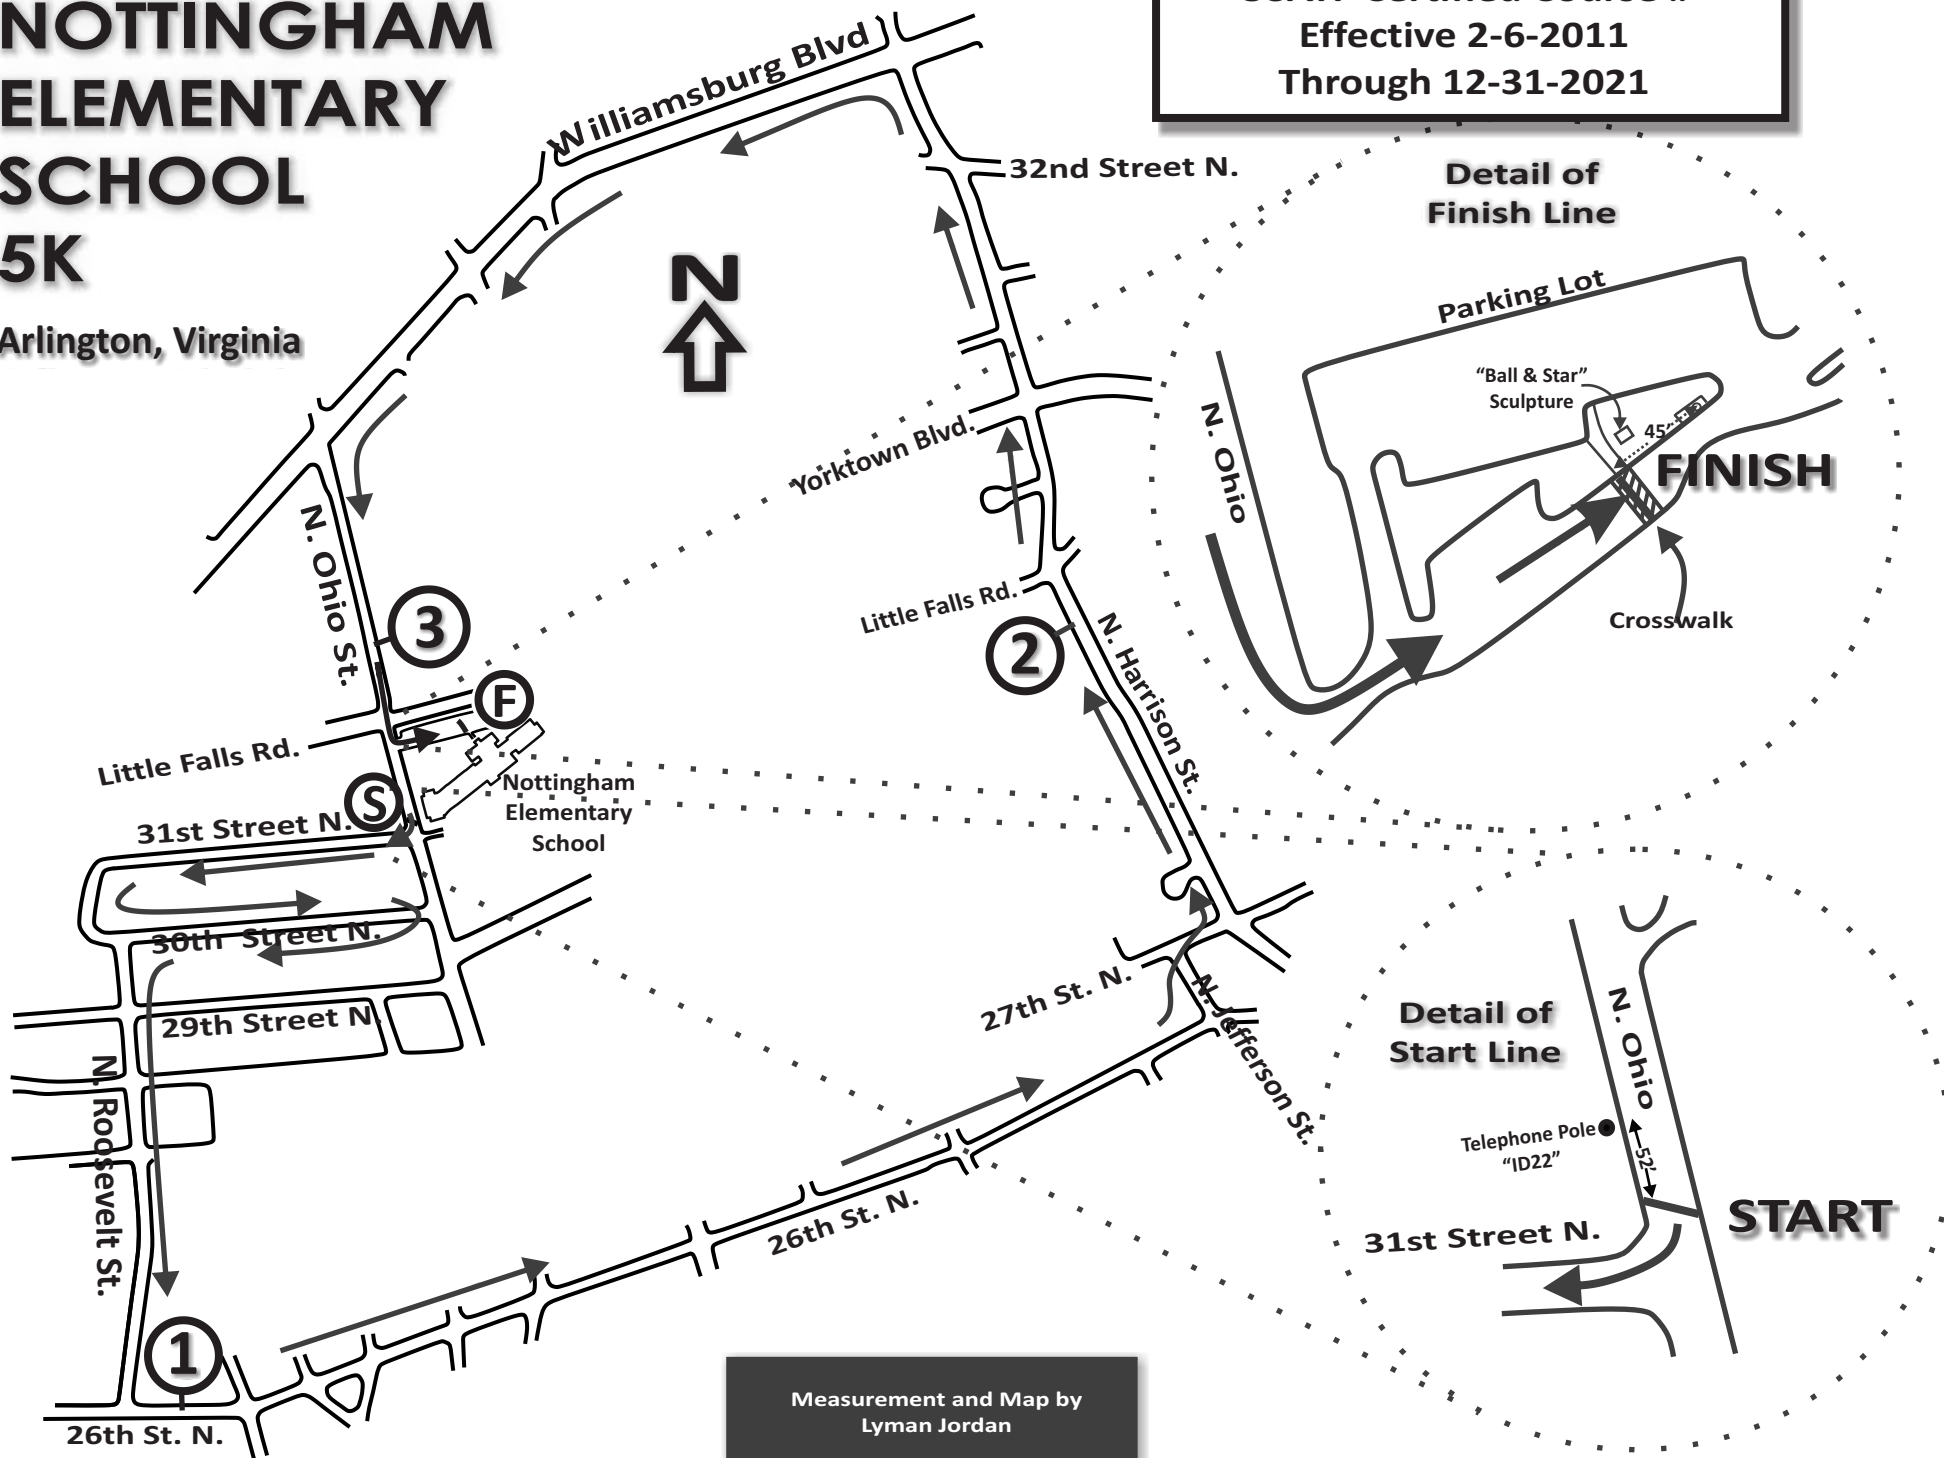 NOTTINGHAM
ELEMENTARY
SCHOOL
5K
Arlington, Virginia
Effective 2-6-2011
Through 12-31-2021
Williamsburg Blvd
32nd Street N.
N
Yorktown Blvd.
Little Falls Rd.
N. Ohio St.
3
F
2
N. Harrison St.
Little Falls Rd.
S
Nottingham
Elementary
School
31st Street N.
30th Street N.
29th Street N.
27th St. N.
N. Jefferson St.
N. Roosevelt St.
26th St. N.
1
26th St. N.
Detail of
Finish Line
Parking Lot
"Ball & Star"
Sculpture
45'
N. Ohio
FINISH
Crosswalk
Detail of
Start Line
N. Ohio
Telephone Pole
"ID22"
52'
START
31st Street N.
Measurement and Map by
Lyman Jordan